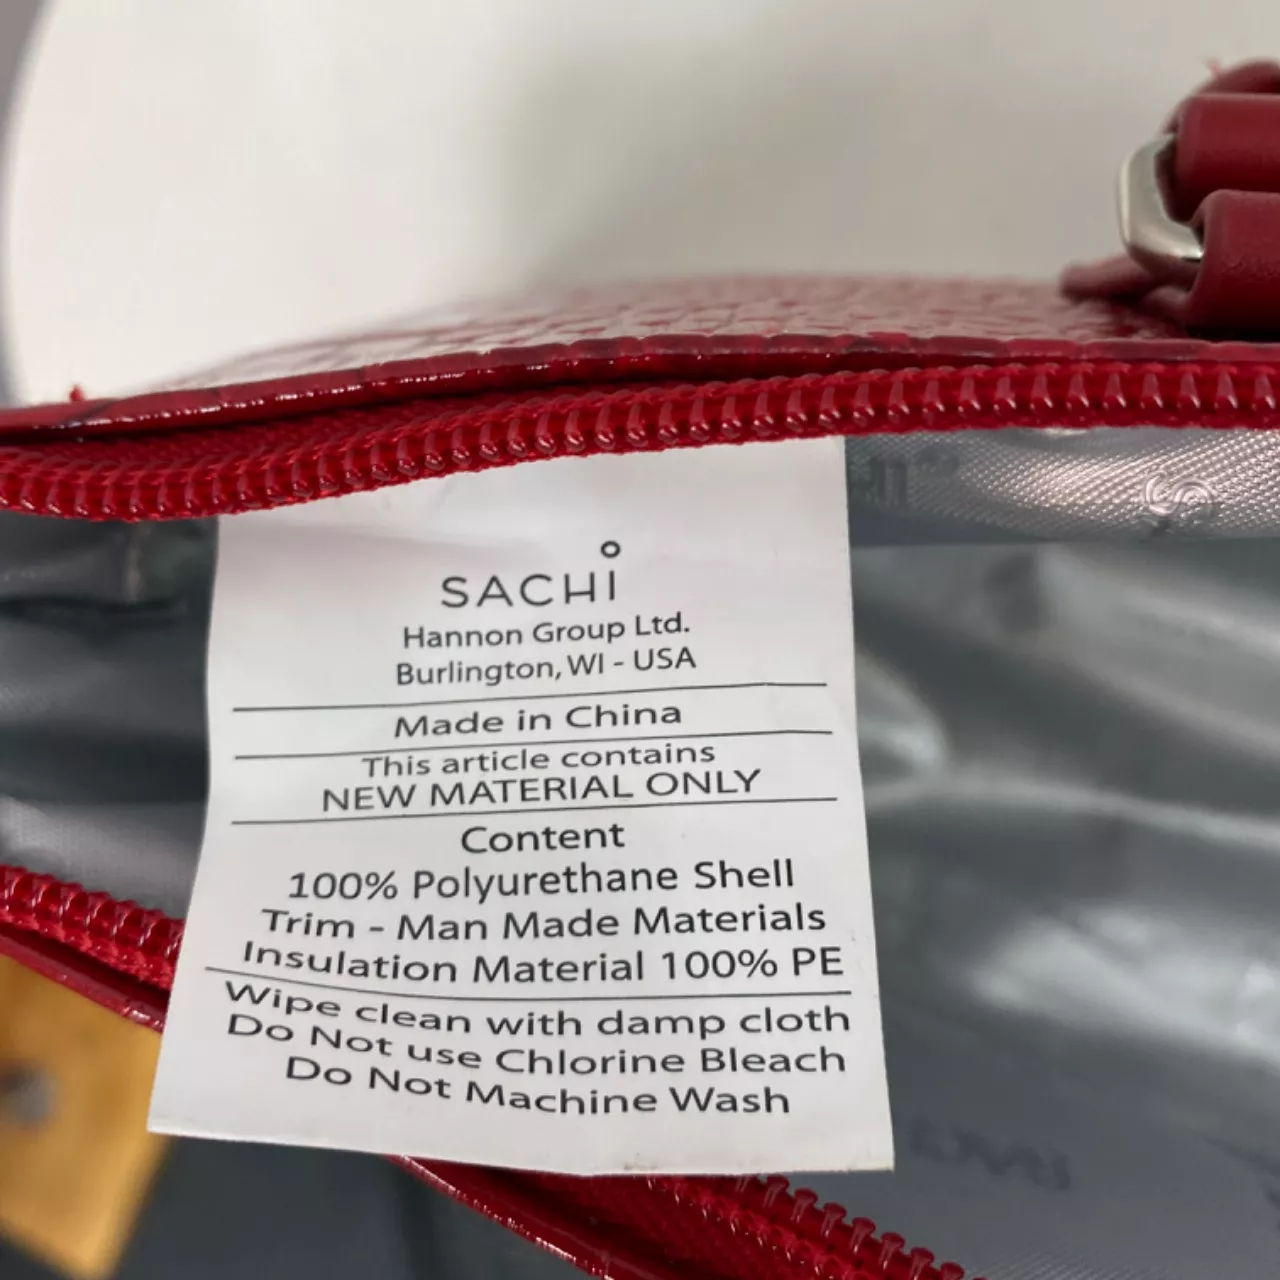 SACHI
Hannon Group Ltd.
Burlington, WI - USA
Made in China
This article contains
NEW MATERIAL ONLY
Content
100% Polyurethane Shell
Trim - Man Made Materials
Insulation Material 100% PE
Wipe clean with damp cloth
Do Not use Chlorine Bleach
Do Not Machine Wash